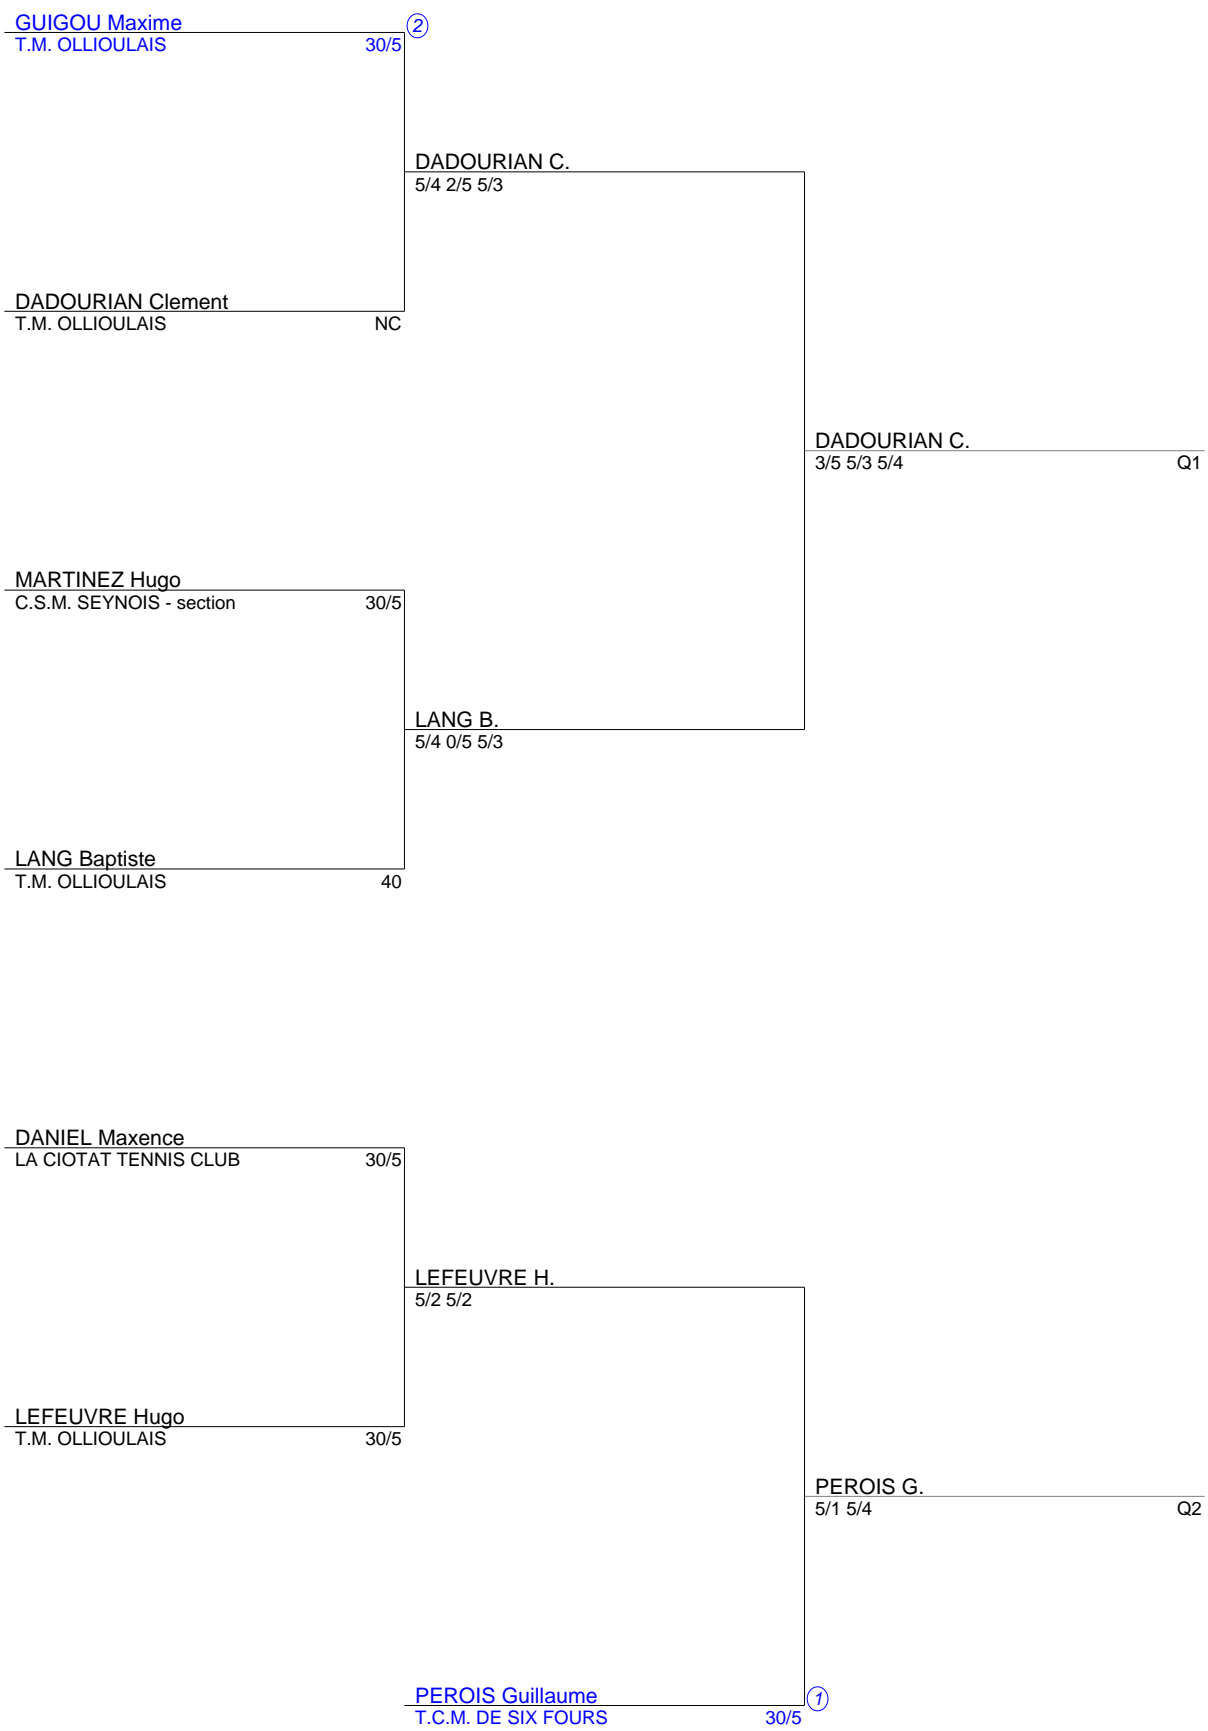 GUIGOU Maxime 2
T.M. OLLIOULAIS 30/5
DADOURIAN C.
5/4 2/5 5/3
DADOURIAN Clement
T.M. OLLIOULAIS NC
DADOURIAN C.
3/5 5/3 5/4 Q1
MARTINEZ Hugo
C.S.M. SEYNOIS - section 30/5
LANG B.
5/4 0/5 5/3
LANG Baptiste
T.M. OLLIOULAIS 40
DANIEL Maxence
LA CIOTAT TENNIS CLUB 30/5
LEFEUVRE H.
5/2 5/2
LEFEUVRE Hugo
T.M. OLLIOULAIS 30/5
PEROIS G.
5/1 5/4 Q2
PEROIS Guillaume 1
T.C.M. DE SIX FOURS 30/5